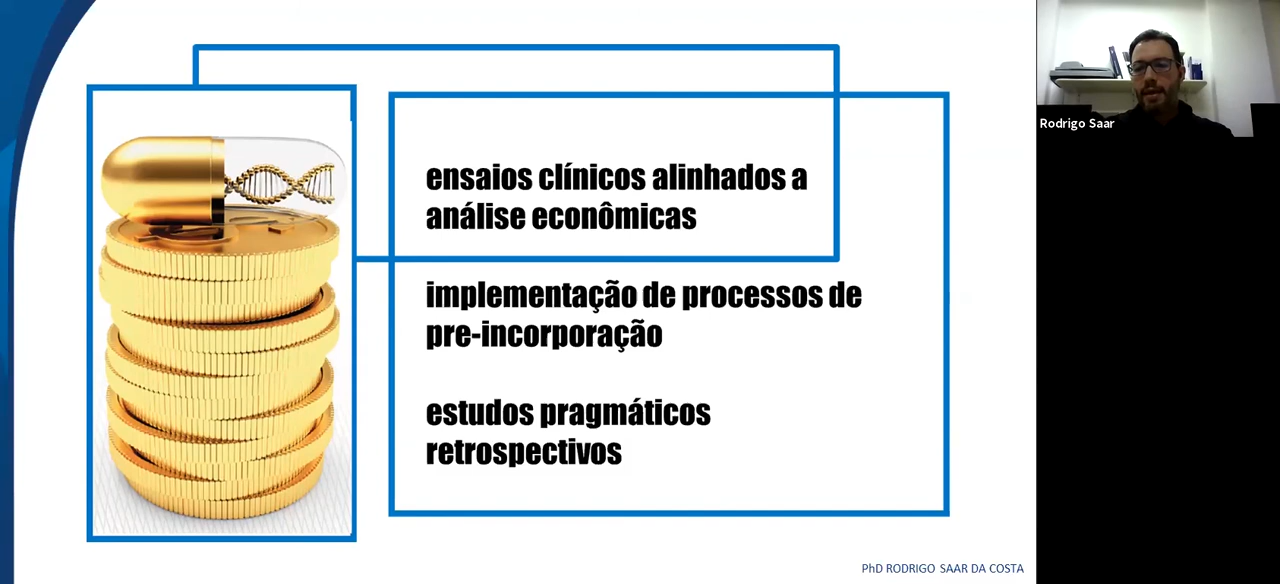 ensaios clínicos alinhados a
análise econômicas
implementação de processos de
pre-incorporação
estudos pragmáticos
retrospectivos
PhD RODRIGO SAAR DA COSTA
Rodrigo Saar